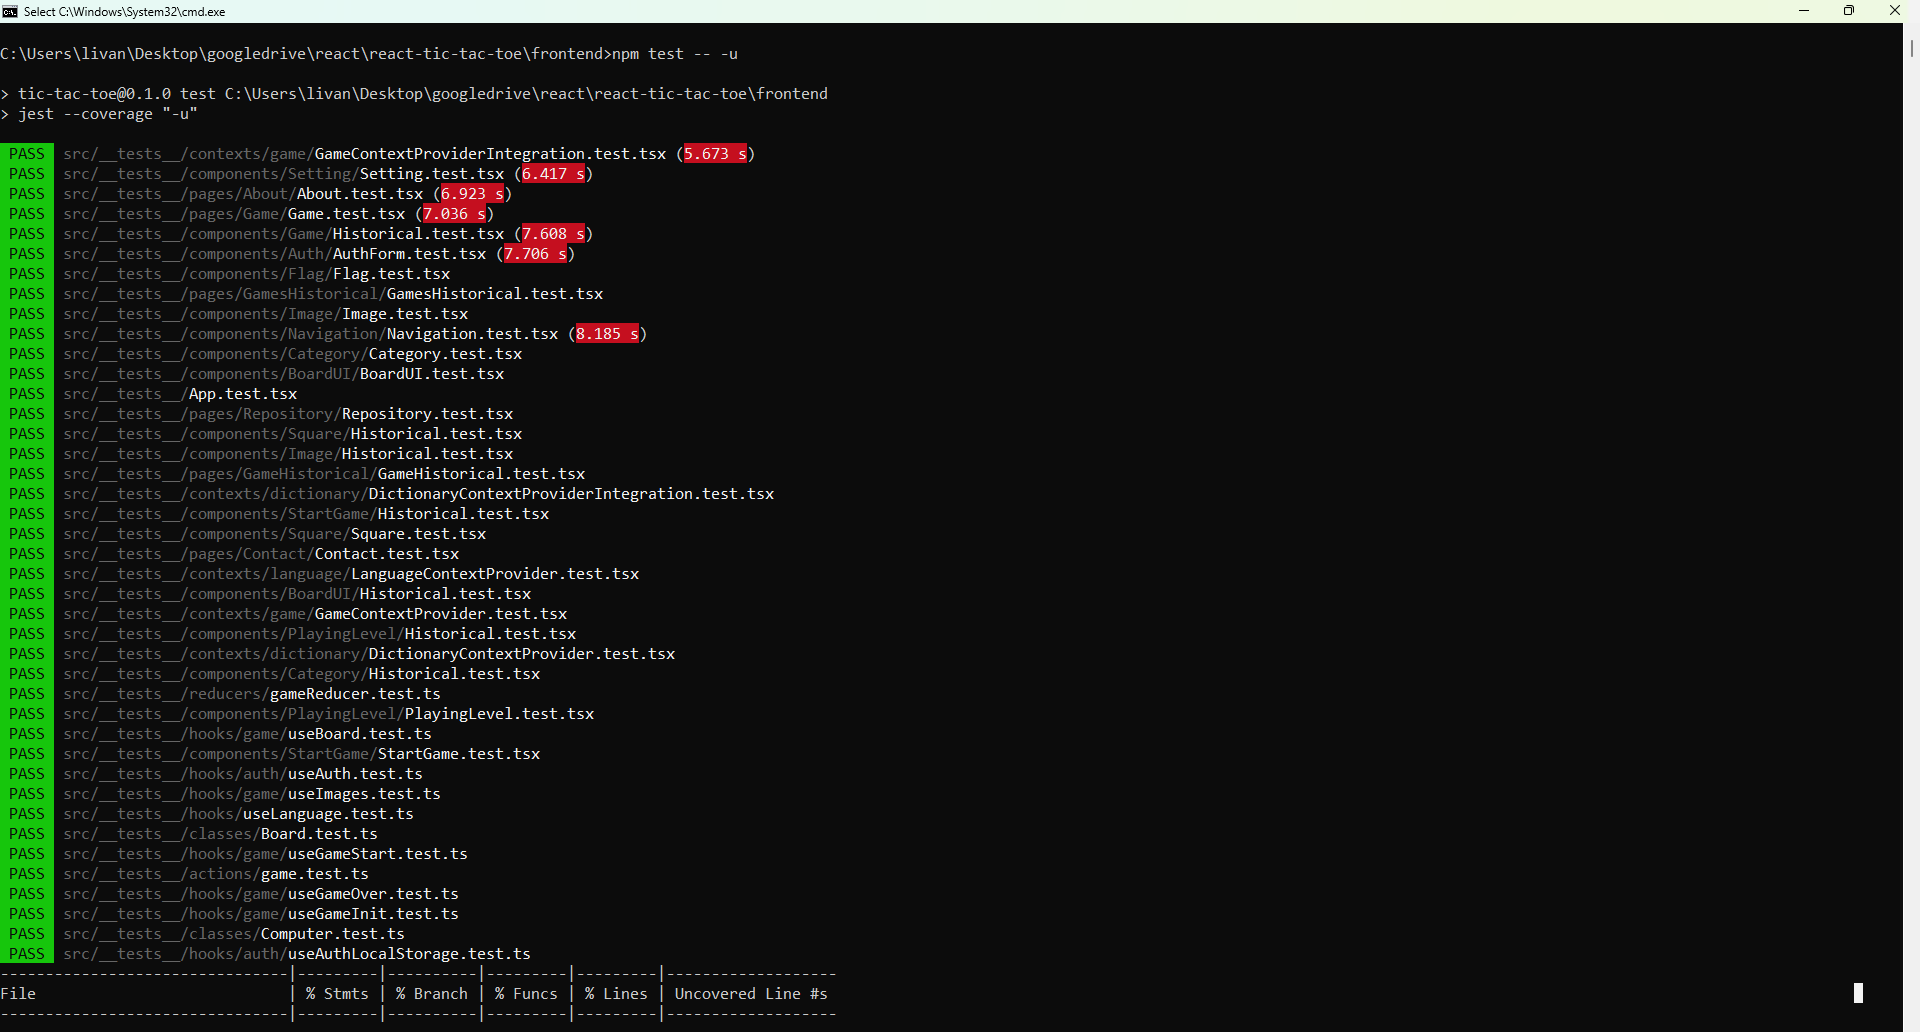 Select C:\Windows\System32\cmd.exe
C:\Users\livan\Desktop\googledrive\react\react-tic-tac-toe\frontend>npm test -- -u
> tic-tac-toe@0.1.0 test C:\Users\livan\Desktop\googledrive\react\react-tic-tac-toe\frontend
> jest --coverage "-u"
PASS src/__tests__/contexts/game/GameContextProviderIntegration.test.tsx (5.673 s)
PASS src/__tests__/components/Setting/Setting.test.tsx (6.417 s)
PASS src/__tests__/pages/About/About.test.tsx (6.923 s)
PASS src/__tests__/pages/Game/Game.test.tsx (7.036 s)
PASS src/__tests__/components/Game/Historical.test.tsx (7.608 s)
PASS src/__tests__/components/Auth/AuthForm.test.tsx (7.706 s)
PASS src/__tests__/components/Flag/Flag.test.tsx
PASS src/__tests__/pages/GamesHistorical/GamesHistorical.test.tsx
PASS src/__tests__/components/Image/Image.test.tsx
PASS src/__tests__/components/Navigation/Navigation.test.tsx (8.185 s)
PASS src/__tests__/components/Category/Category.test.tsx
PASS src/__tests__/components/BoardUI/BoardUI.test.tsx
PASS src/__tests__/App.test.tsx
PASS src/__tests__/pages/Repository/Repository.test.tsx
PASS src/__tests__/components/Square/Historical.test.tsx
PASS src/__tests__/components/Image/Historical.test.tsx
PASS src/__tests__/pages/GameHistorical/GameHistorical.test.tsx
PASS src/__tests__/contexts/dictionary/DictionaryContextProviderIntegration.test.tsx
PASS src/__tests__/components/StartGame/Historical.test.tsx
PASS src/__tests__/components/Square/Square.test.tsx
PASS src/__tests__/pages/Contact/Contact.test.tsx
PASS src/__tests__/contexts/language/LanguageContextProvider.test.tsx
PASS src/__tests__/components/BoardUI/Historical.test.tsx
PASS src/__tests__/contexts/game/GameContextProvider.test.tsx
PASS src/__tests__/components/PlayingLevel/Historical.test.tsx
PASS src/__tests__/contexts/dictionary/DictionaryContextProvider.test.tsx
PASS src/__tests__/components/Category/Historical.test.tsx
PASS src/__tests__/reducers/gameReducer.test.ts
PASS src/__tests__/components/PlayingLevel/PlayingLevel.test.tsx
PASS src/__tests__/hooks/game/useBoard.test.ts
PASS src/__tests__/components/StartGame/StartGame.test.tsx
PASS src/__tests__/hooks/auth/useAuth.test.ts
PASS src/__tests__/hooks/game/useImages.test.ts
PASS src/__tests__/hooks/useLanguage.test.ts
PASS src/__tests__/classes/Board.test.ts
PASS src/__tests__/hooks/game/useGameStart.test.ts
PASS src/__tests__/actions/game.test.ts
PASS src/__tests__/hooks/game/useGameOver.test.ts
PASS src/__tests__/hooks/game/useGameInit.test.ts
PASS src/__tests__/classes/Computer.test.ts
PASS src/__tests__/hooks/auth/useAuthLocalStorage.test.ts
--------------------------------|---------|----------|---------|---------|-------------------
File | % Stmts | % Branch | % Funcs | % Lines | Uncovered Line #s
--------------------------------|---------|----------|---------|---------|-------------------